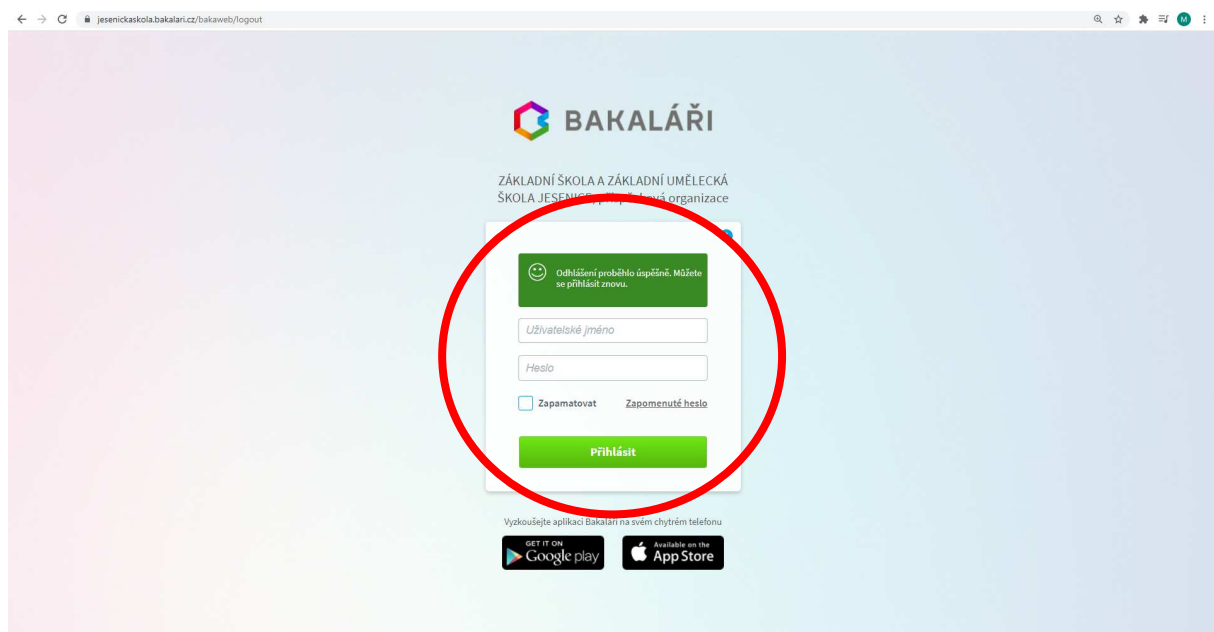 jesenickaskola.bakalari.cz/bakaweb/logout
M
BAKALÁŘI
ZÁKLADNÍ ŠKOLA A ZÁKLADNÍ UMĚLECKÁ
ŠKOLA JESENICE, příspěvková organizace
Odhlášení proběhlo úspěšně. Můžete
se přihlásit znovu.
Uživatelské jméno
Heslo
Zapamatovat Zapomenuté heslo
Přihlásit
Vyzkoušejte aplikaci Bakaláři na svém chytrém telefonu
GET IT ON
Google play
Available on the
App Store